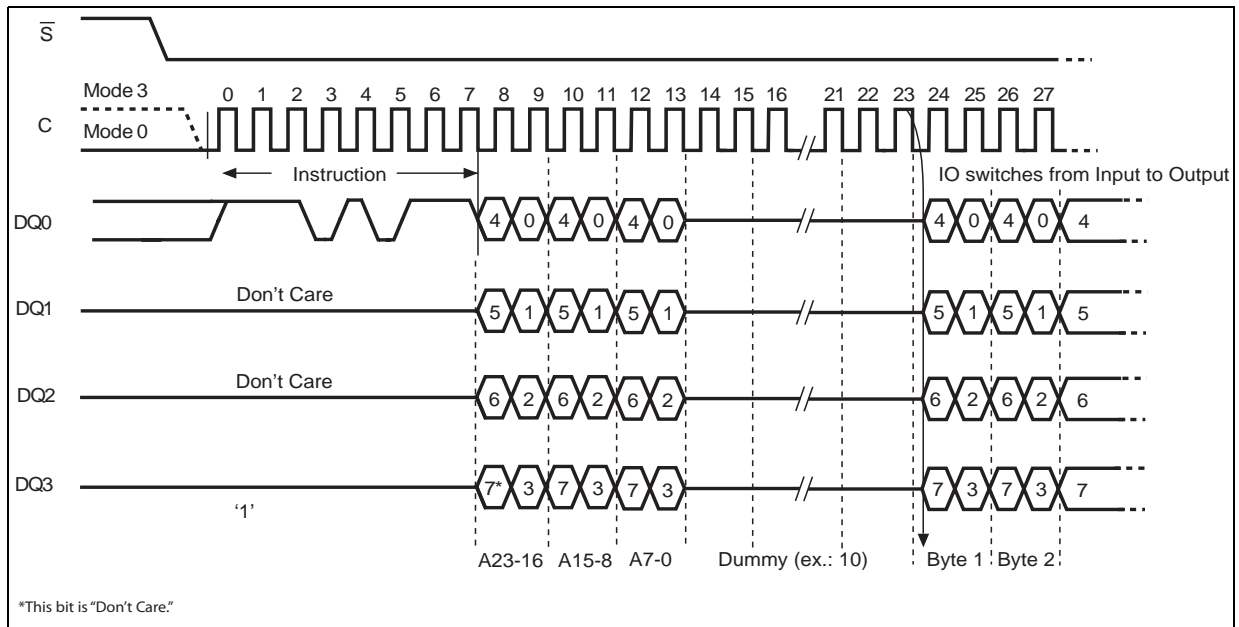 S
Mode 3
0 1 2 3 4 5 6 7 8 9 10 11 12 13 14 15 16 21 22 23 24 25 26 27
C
Mode 0
Instruction
IO switches from Input to Output
DQ0 4 0 4 0 4 0 4 0 4 0 4
Don't Care
DQ1 5 1 5 1 5 1 5 1 5 1 5
Don't Care
DQ2 6 2 6 2 6 2 6 2 6 2 6
DQ3 7* 3 7 3 7 3 7 3 7 3 7
‘1’
A23-16 A15-8 A7-0 Dummy (ex.: 10) Byte 1 Byte 2
*This bit is “Don’t Care.”